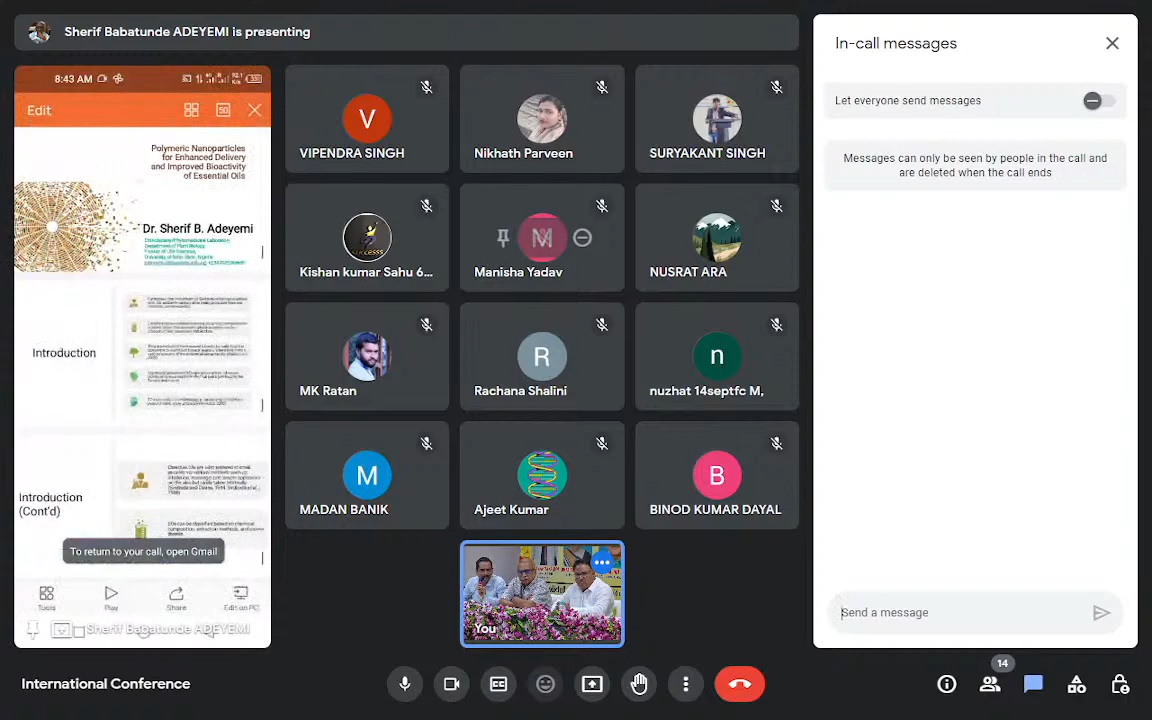 Sherif Babatunde ADEYEMI is presenting
8:43 AM
Edit
50
Polymeric Nanoparticles
for Enhanced Delivery
and Improved Bioactivity
of Essential Oils
Dr. Sherif B. Adeyemi
Introduction
Introduction
(Cont'd)
To return to your call, open Gmail
Tools
Play
Share
Edit on PC
Sherif Babatunde ADEYEMI
V
VIPENDRA SINGH
Nikhath Parveen
SURYAKANT SINGH
Kishan kumar Sahu 6...
M
Manisha Yadav
NUSRAT ARA
MK Ratan
R
Rachana Shalini
n
nuzhat 14septfc M,
M
MADAN BANIK
Ajeet Kumar
B
BINOD KUMAR DAYAL
You
In-call messages
Let everyone send messages
Messages can only be seen by people in the call and
are deleted when the call ends
Send a message
International Conference
14